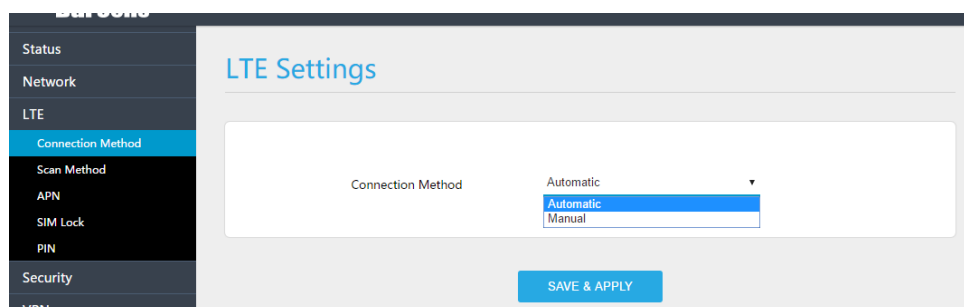 Status
Network
LTE
Connection Method
Scan Method
APN
SIM Lock
PIN
Security
LTE Settings
Connection Method
Automatic
Automatic
Manual
SAVE & APPLY